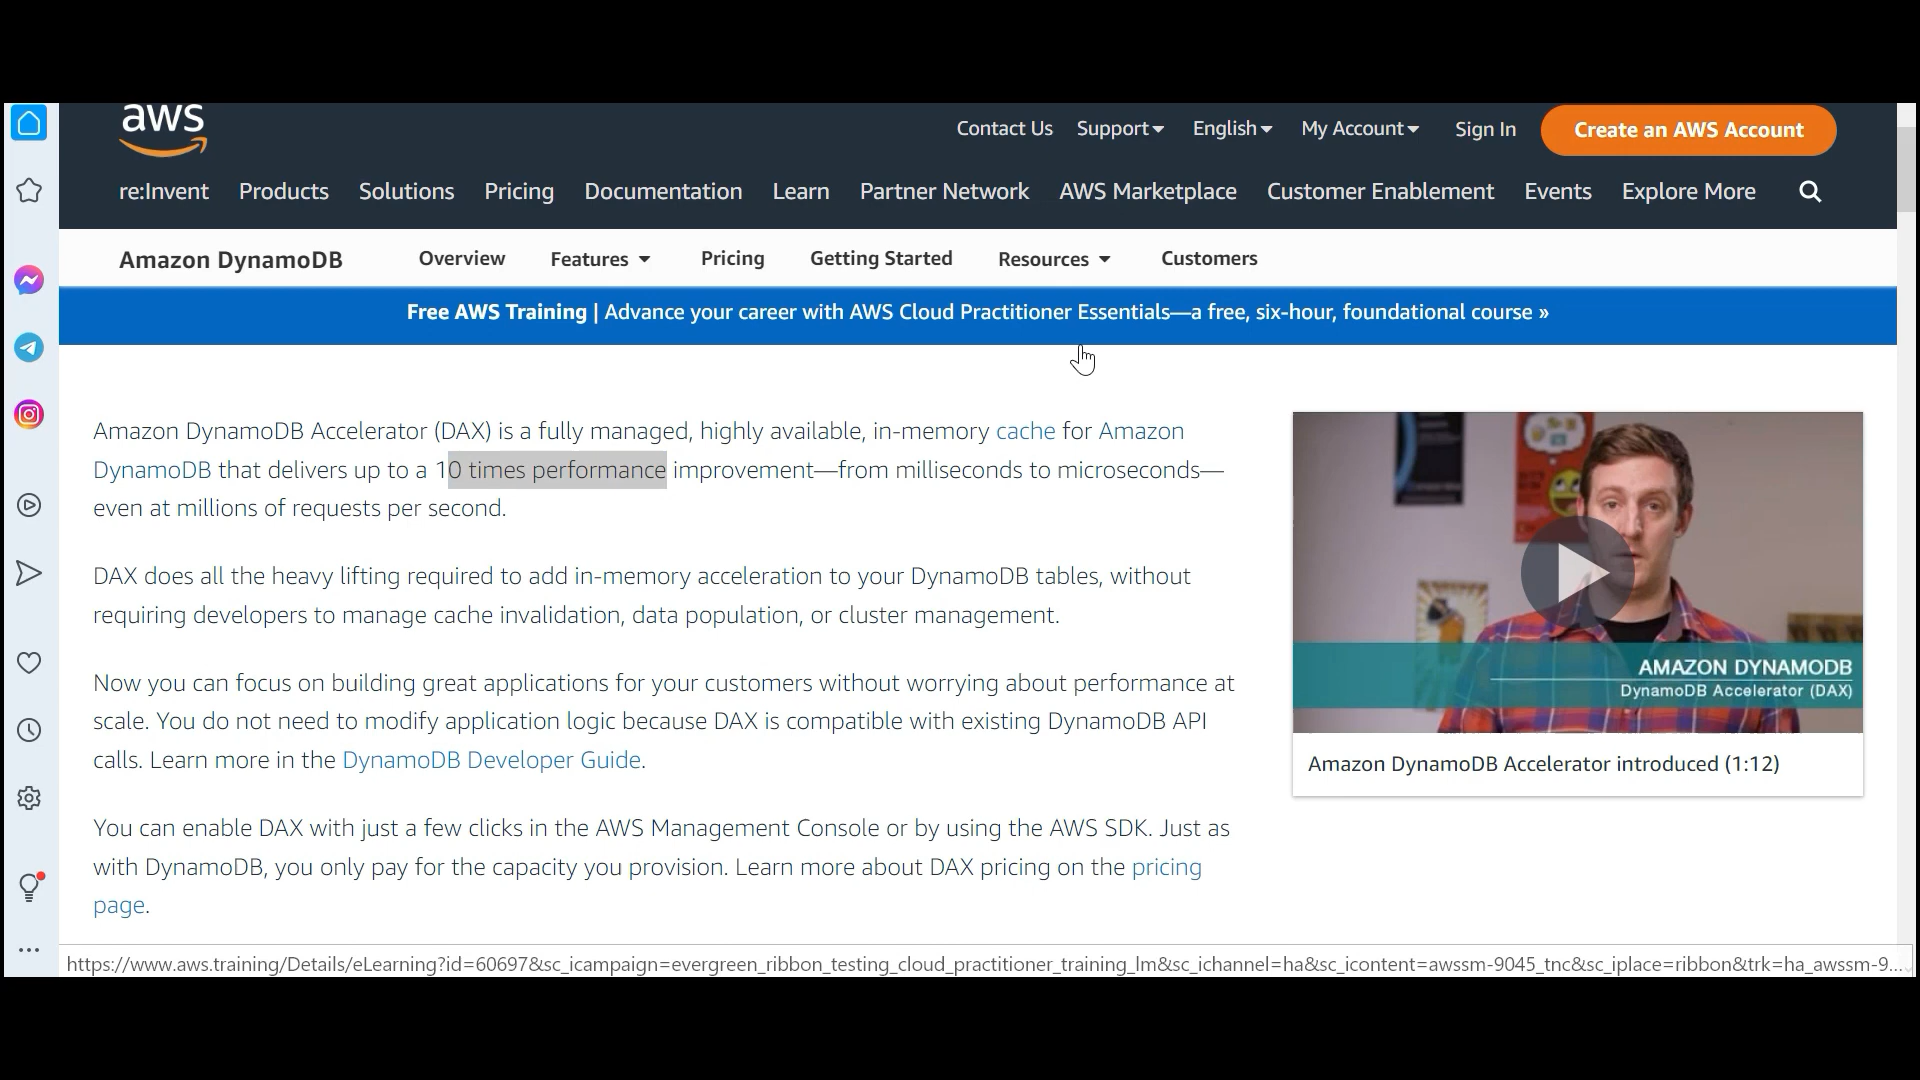 aws
Contact Us Support English My Account Sign In Create an AWS Account
re:Invent Products Solutions Pricing Documentation Learn Partner Network AWS Marketplace Customer Enablement Events Explore More
Amazon DynamoDB Overview Features Pricing Getting Started Resources Customers
Free AWS Training | Advance your career with AWS Cloud Practitioner Essentials—a free, six-hour, foundational course »
Amazon DynamoDB Accelerator (DAX) is a fully managed, highly available, in-memory cache for Amazon
DynamoDB that delivers up to a 10 times performance improvement—from milliseconds to microseconds—
even at millions of requests per second.
DAX does all the heavy lifting required to add in-memory acceleration to your DynamoDB tables, without
requiring developers to manage cache invalidation, data population, or cluster management.
Now you can focus on building great applications for your customers without worrying about performance at
scale. You do not need to modify application logic because DAX is compatible with existing DynamoDB API
calls. Learn more in the DynamoDB Developer Guide.
You can enable DAX with just a few clicks in the AWS Management Console or by using the AWS SDK. Just as
with DynamoDB, you only pay for the capacity you provision. Learn more about DAX pricing on the pricing
page.
AMAZON DYNAMODB
DynamoDB Accelerator (DAX)
Amazon DynamoDB Accelerator introduced (1:12)
https://www.aws.training/Details/eLearning?id=60697&sc_icampaign=evergreen_ribbon_testing_cloud_practitioner_training_lm&sc_ichannel=ha&sc_icontent=awssm-9045_tnc&sc_iplace=ribbon&trk=ha_awssm-9...